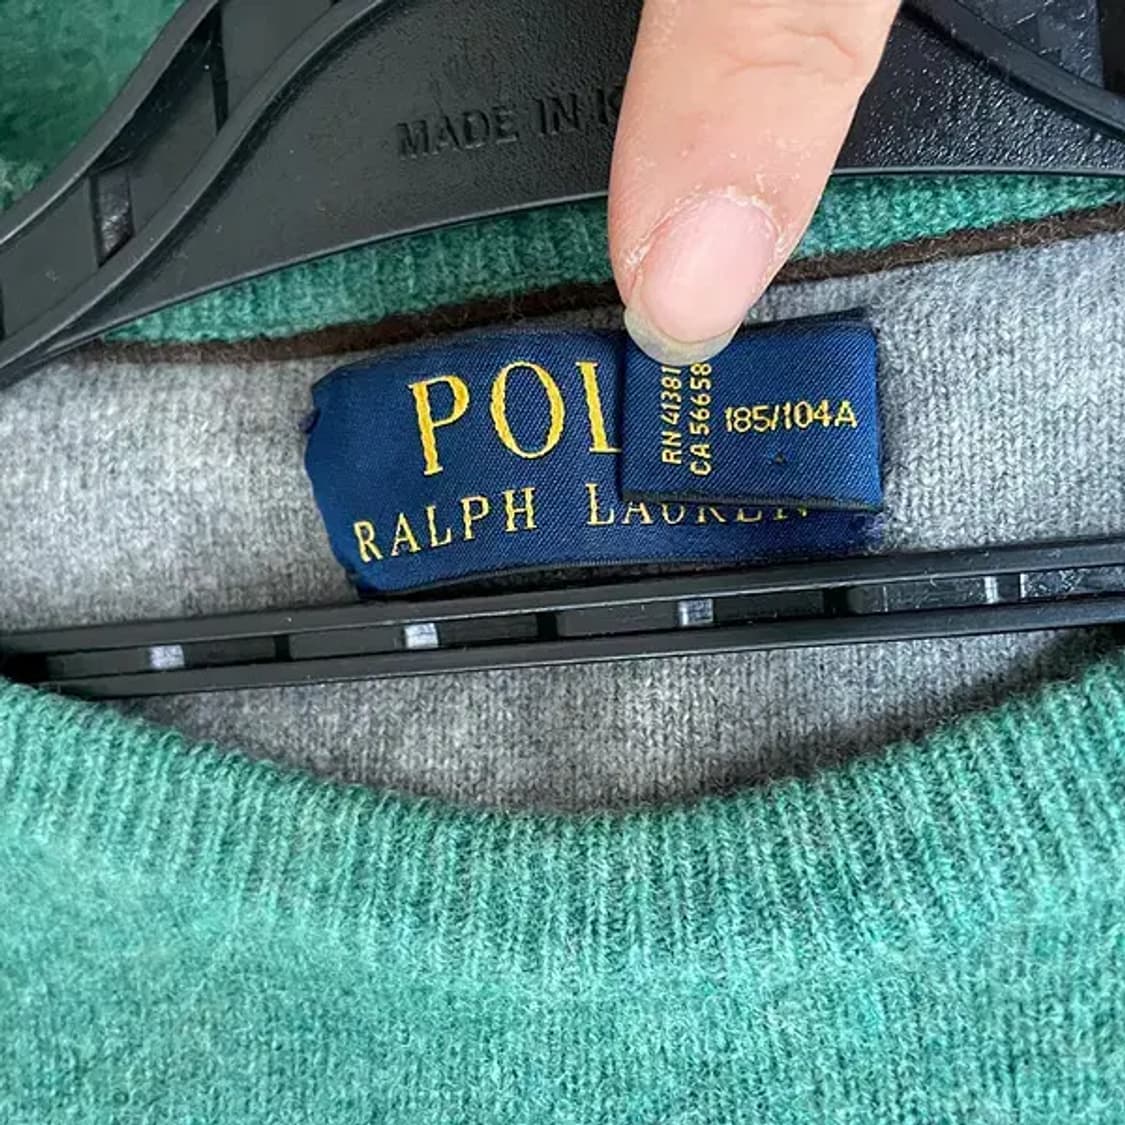 MADE IN K
POL
RALPH LAUREN
RN 41381
CA 56658
185/104A